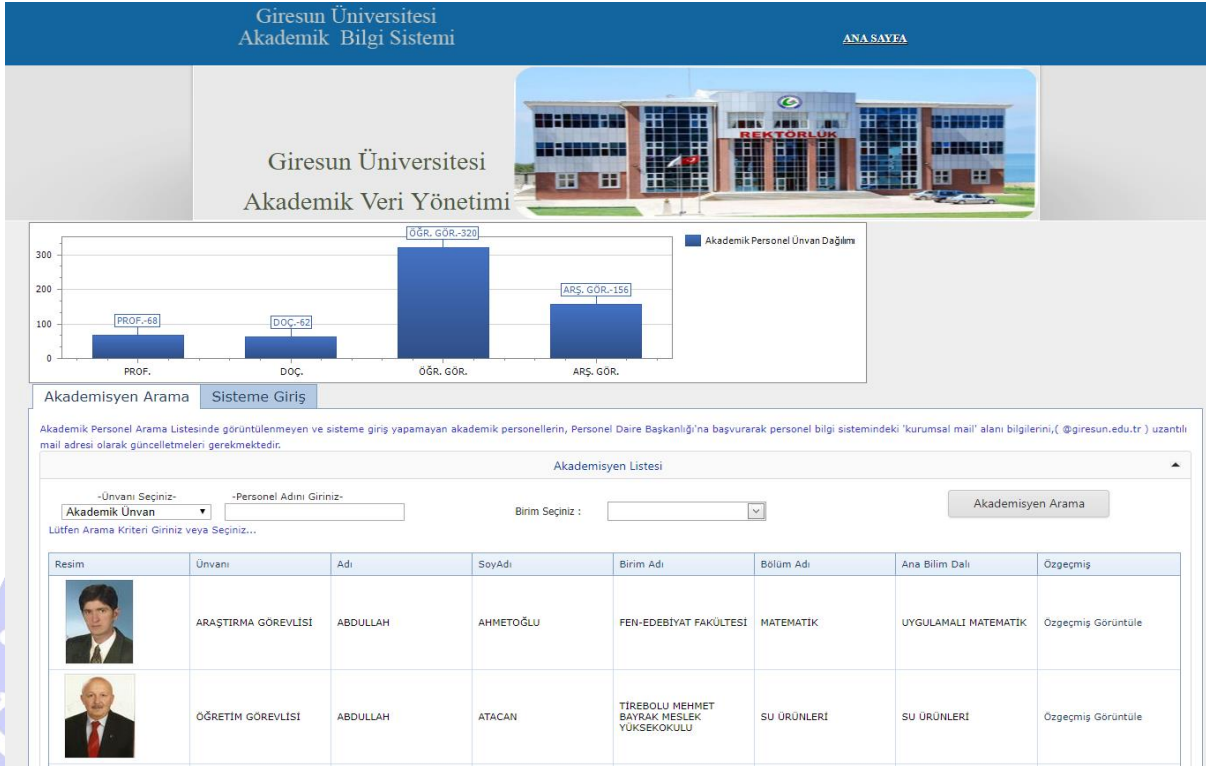 Giresun Üniversitesi
Akademik Bilgi Sistemi
ANA SAYFA
REKTÖRLÜK
Giresun Üniversitesi
Akademik Veri Yönetimi
300
200
100
0
PROF.-68
DOÇ.-62
ÖĞR. GÖR.-320
ARŞ. GÖR.-156
PROF.
DOÇ.
ÖĞR. GÖR.
ARŞ. GÖR.
Akademik Personel Ünvan Dağılımı
Akademisyen Arama Sisteme Giriş
Akademik Personel Arama Listesinde görüntülenmeyen ve sisteme giriş yapamayan akademik personellerin, Personel Daire Başkanlığı'na başvurarak personel bilgi sistemindeki 'kurumsal mail' alanı bilgilerini,( @giresun.edu.tr ) uzantılı
mail adresi olarak güncelletmeleri gerekmektedir.
Akademisyen Listesi
-Ünvanı Seçiniz- -Personel Adını Giriniz-
Akademik Ünvan Birim Seçiniz : Akademisyen Arama
Lütfen Arama Kriteri Giriniz veya Seçiniz...
Resim Ünvanı Adı SoyAdı Birim Adı Bölüm Adı Ana Bilim Dalı Özgeçmiş
ARAŞTIRMA GÖREVLİSİ ABDULLAH AHMETOĞLU FEN-EDEBİYAT FAKÜLTESİ MATEMATİK UYGULAMALI MATEMATİK Özgeçmiş Görüntüle
ÖĞRETİM GÖREVLİSİ ABDULLAH ATACAN TİREBOLU MEHMET
BAYRAK MESLEK
YÜKSEKOKULU SU ÜRÜNLERİ SU ÜRÜNLERİ Özgeçmiş Görüntüle